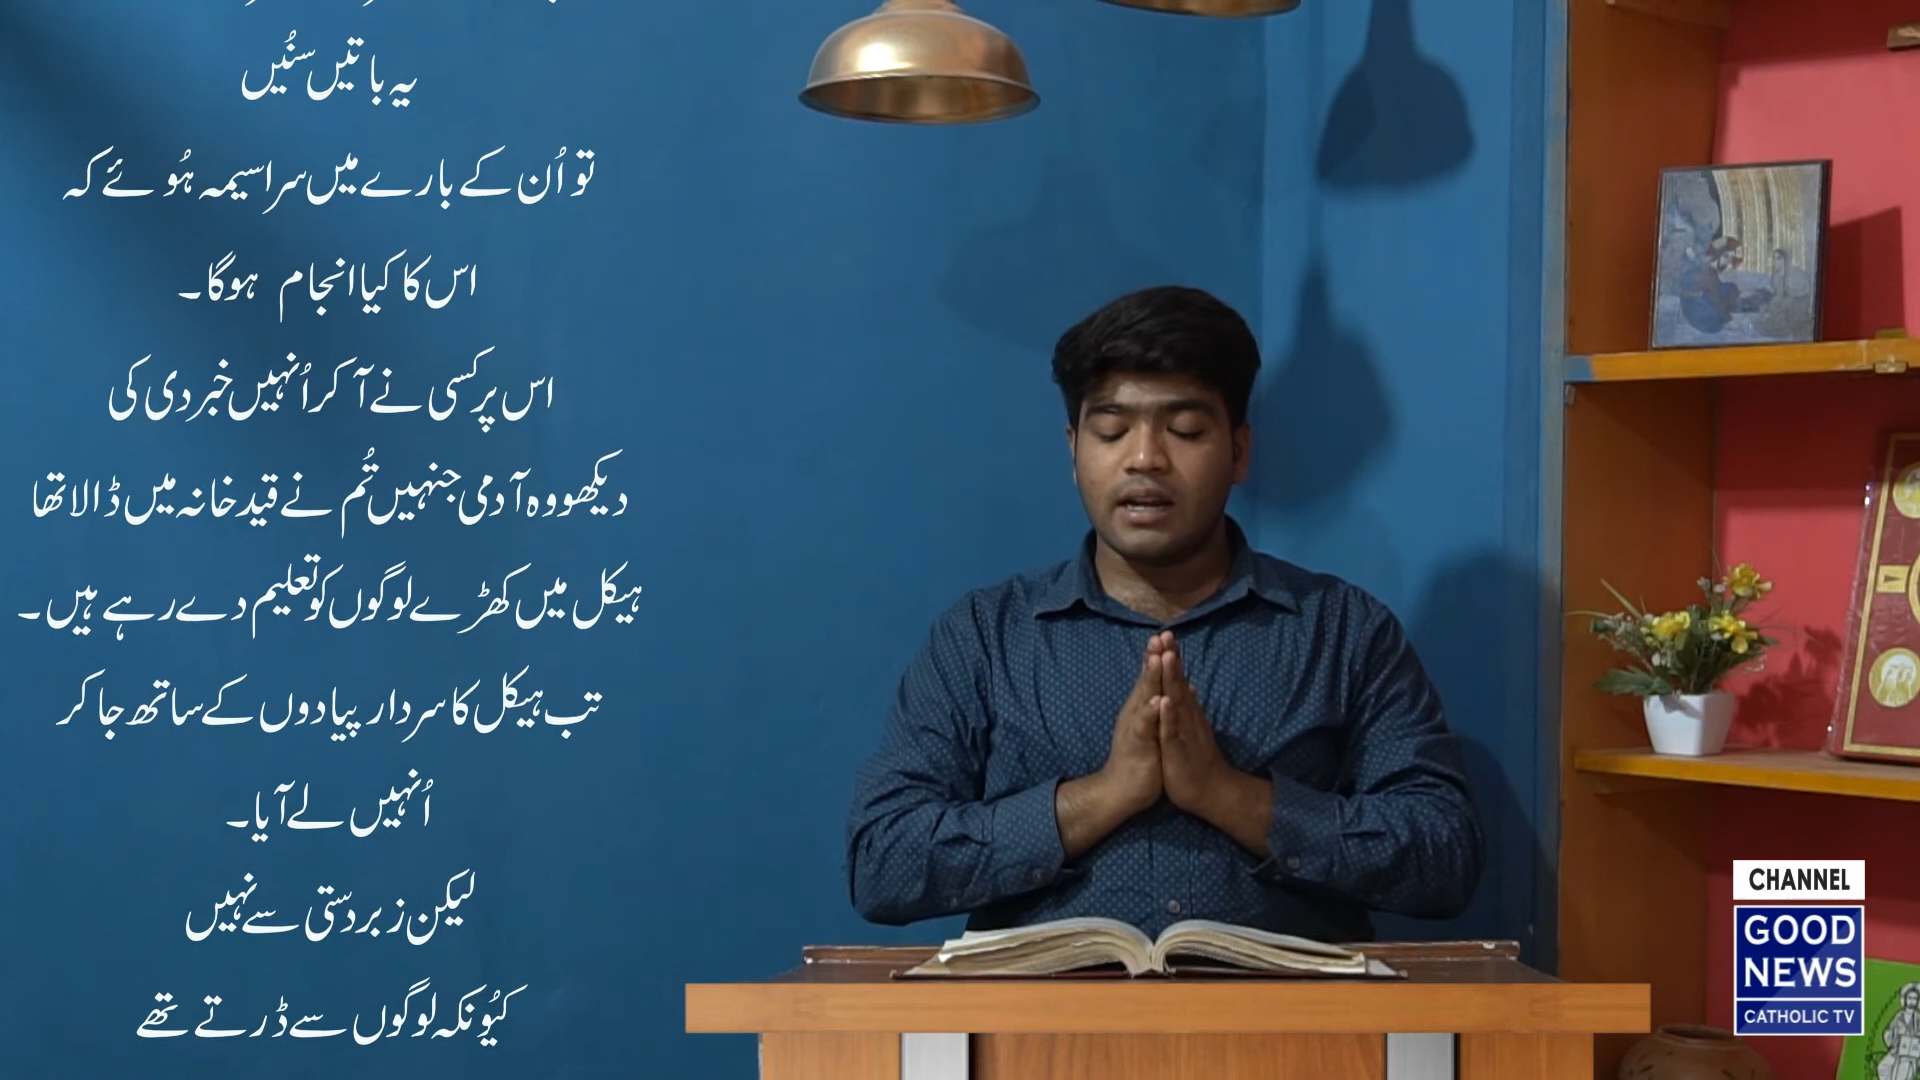 یہ باتیں سنُیں
تو اُن کے بارے میں سراسیمہ ہُوئے کہ
اس کا کیا انجام ہوگا۔
اس پر کسی نے آ کر اُنہیں خبر دی کی
دیکھو وہ آدمی جنہیں تُم نے قید خانہ میں ڈالا تھا
ہیکل میں کھڑے لوگوں کو تعلیم دے رہے ہیں۔
تب ہیکل کا سردار پیادوں کے ساتھ جا کر
اُنہیں لے آیا۔
لیکن زبردستی سے نہیں
کیُونکہ لوگوں سے ڈرتے تھے
CHANNEL
GOOD
NEWS
CATHOLIC TV